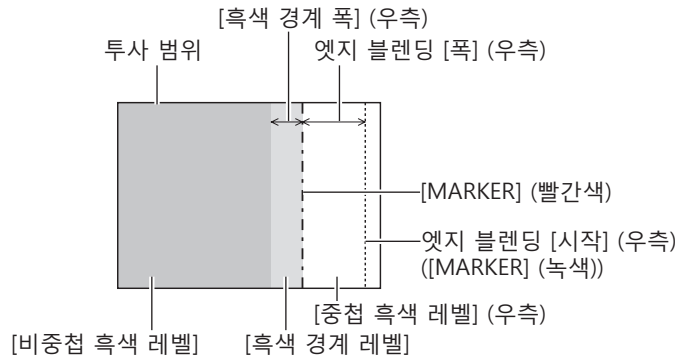 [흑색 경계 폭] (우측)
투사 범위
엣지 블렌딩 [폭] (우측)
[MARKER] (빨간색)
엣지 블렌딩 [시작] (우측)
([MARKER] (녹색))
[중첩 흑색 레벨] (우측)
[비중첩 흑색 레벨]
[흑색 경계 레벨]